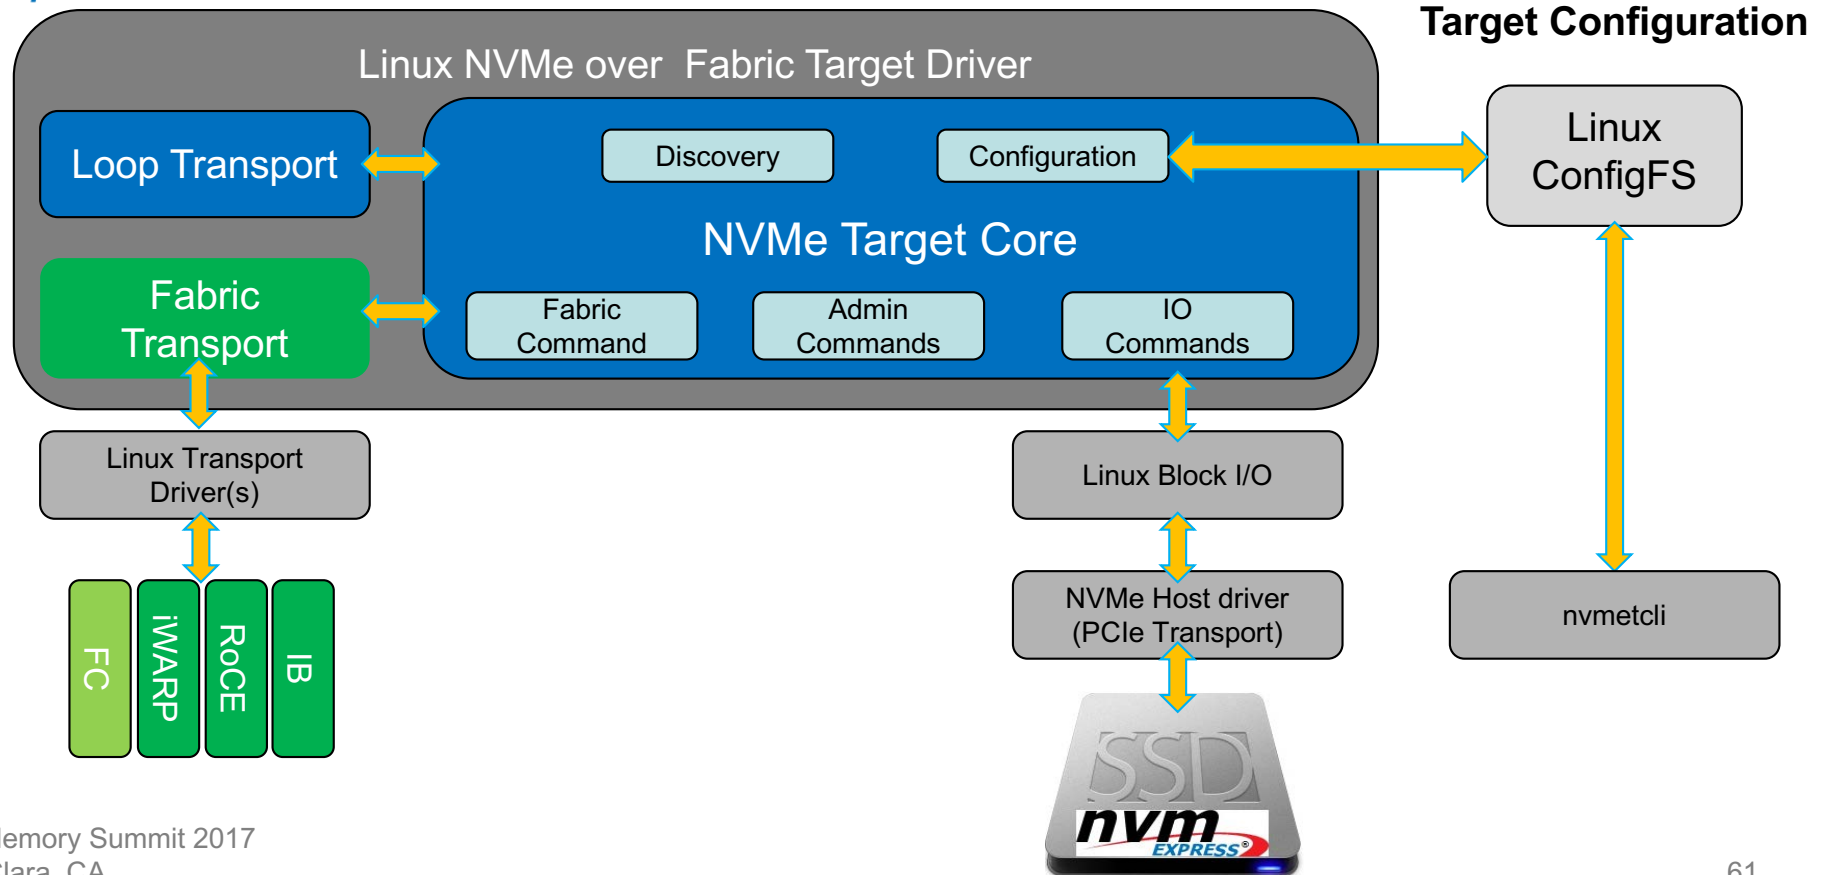 Target Configuration
Linux NVMe over Fabric Target Driver
Loop Transport
Discovery
Configuration
Linux
ConfigFS
NVMe Target Core
Fabric
Transport
Fabric
Command
Admin
Commands
IO
Commands
Linux Transport
Driver(s)
Linux Block I/O
NVMe Host driver
(PCIe Transport)
nvmetcli
FC
iWARP
RoCE
IB
SSD
nvm
EXPRESS®
Summit 2017
CA
61